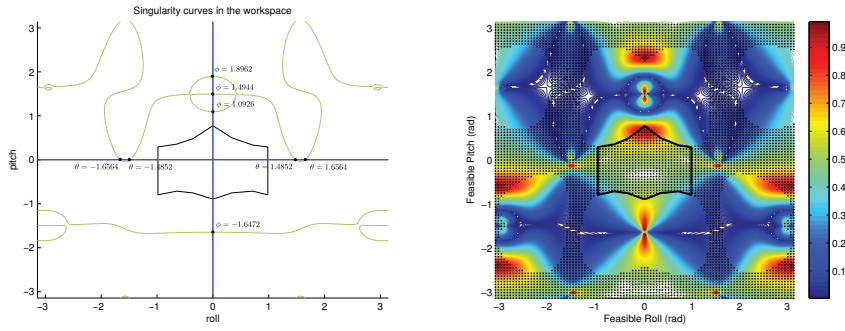 Singularity curves in the workspace
3
2
1
0
−1
−2
−3
pitch
ϕ = 1.8962
ϕ = 1.4944
ϕ = 1.0926
θ = −1.6564
θ = −1.4852
θ = 1.4852
θ = 1.6564
ϕ = −1.6472
−3 −2 −1 0 1 2 3
roll
3
2
1
0
−1
−2
−3
Feasible Pitch (rad)
−3 −2 −1 0 1 2 3
Feasible Roll (rad)
0.9
0.8
0.7
0.6
0.5
0.4
0.3
0.2
0.1